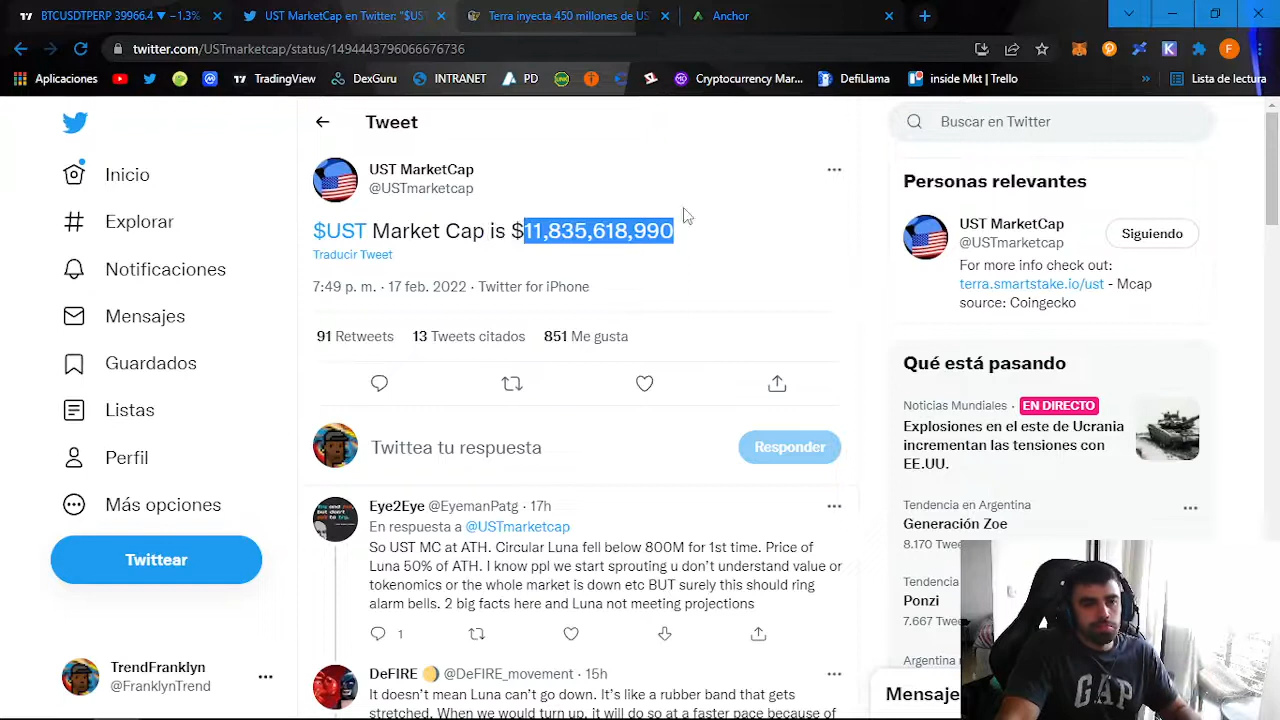 BTCUSDTPERP 39966.4 ▼ −1.3%
UST MarketCap en Twitter: "$UST
Terra inyecta 450 millones de US
Anchor
twitter.com/USTmarketcap/status/1494443796066676736
Aplicaciones
TradingView
DexGuru
INTRANET
PD
Cryptocurrency Mar...
DefiLlama
inside Mkt | Trello
»
Lista de lectura
Inicio
Explorar
Notificaciones
Mensajes
Guardados
Listas
Perfil
Más opciones
Twittear
TrendFranklyn
@FranklynTrend
Tweet
UST MarketCap
@USTmarketcap
$UST Market Cap is $11,835,618,990
Traducir Tweet
7:49 p. m. · 17 feb. 2022 · Twitter for iPhone
91 Retweets 13 Tweets citados 851 Me gusta
Twittea tu respuesta
Responder
Eye2Eye @EyemanPatg · 17h
En respuesta a @USTmarketcap
So UST MC at ATH. Circular Luna fell below 800M for 1st time. Price of
Luna 50% of ATH. I know ppl we start sprouting u don't understand value or
tokenomics or the whole market is down etc BUT surely this should ring
alarm bells. 2 big facts here and Luna not meeting projections
1
DeFIRE @DeFIRE_movement · 15h
It doesn't mean Luna can't go down. It's like a rubber band that gets
stretched. When we would turn up, it will do so at a faster pace because of
Buscar en Twitter
Personas relevantes
UST MarketCap
@USTmarketcap
Siguiendo
For more info check out:
terra.smartstake.io/ust - Mcap
source: Coingecko
Qué está pasando
Noticias Mundiales · EN DIRECTO
Explosiones en el este de Ucrania
incrementan las tensiones con
EE.UU.
Tendencia en Argentina
Generación Zoe
8.170 Twee
Tendencia
Ponzi
7.667 Twee
Argentina
Mensaje
GAP